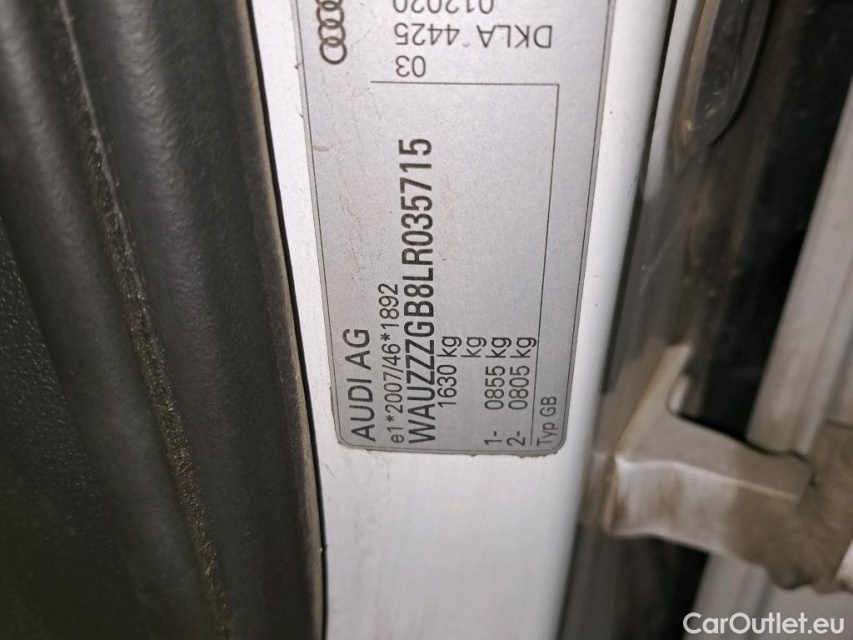 AUDI AG
e1*2007/46*1892
WAUZZZGB8LR035715
1630 kg
kg
1- 0855 kg
2- 0805 kg
Typ GB
03
DKLA 4425
012020
CarOutlet.eu